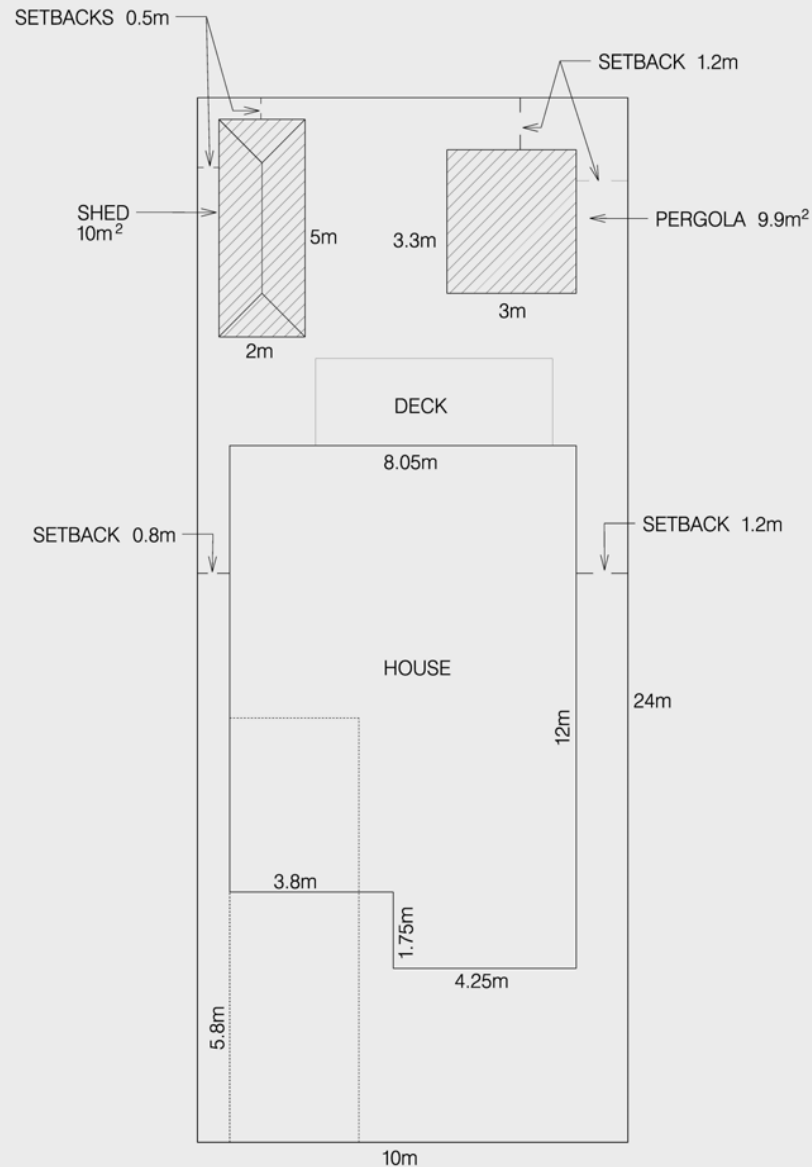 SETBACKS 0.5m
SETBACK 1.2m
SHED
10m²
5m
3.3m
PERGOLA 9.9m²
3m
2m
DECK
8.05m
SETBACK 0.8m
SETBACK 1.2m
HOUSE
24m
12m
3.8m
1.75m
4.25m
5.8m
10m